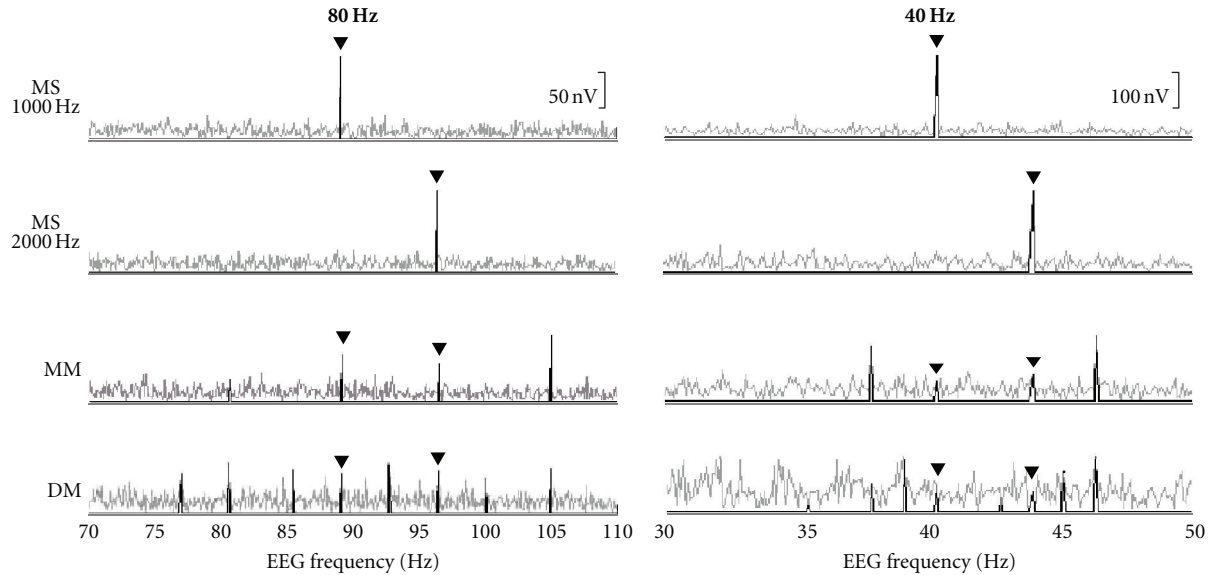 80 Hz
40 Hz
MS
1000 Hz
50 nV
100 nV
MS
2000 Hz
MM
DM
70 75 80 85 90 95 100 105 110
30 35 40 45 50
EEG frequency (Hz)
EEG frequency (Hz)